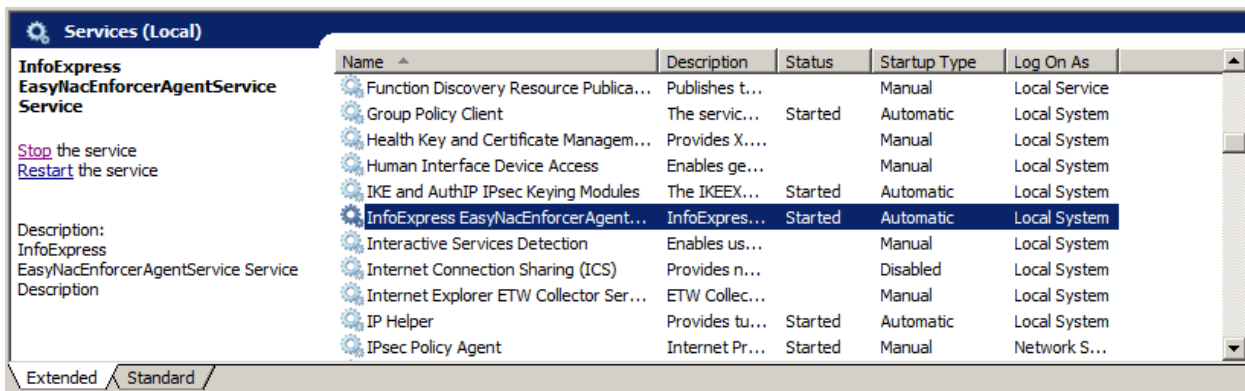 Services (Local)
InfoExpress
EasyNacEnforcerAgentService
Service
Stop the service
Restart the service
Description:
InfoExpress
EasyNacEnforcerAgentService Service
Description
Name Description Status Startup Type Log On As
Function Discovery Resource Publica... Publishes t... Manual Local Service
Group Policy Client The servic... Started Automatic Local System
Health Key and Certificate Managem... Provides X.... Manual Local System
Human Interface Device Access Enables ge... Manual Local System
IKE and AuthIP IPsec Keying Modules The IKEEX... Started Automatic Local System
InfoExpress EasyNacEnforcerAgent... InfoExpres... Started Automatic Local System
Interactive Services Detection Enables us... Manual Local System
Internet Connection Sharing (ICS) Provides n... Disabled Local System
Internet Explorer ETW Collector Ser... ETW Collec... Manual Local System
IP Helper Provides tu... Started Automatic Local System
IPsec Policy Agent Internet Pr... Started Manual Network S...
Extended Standard